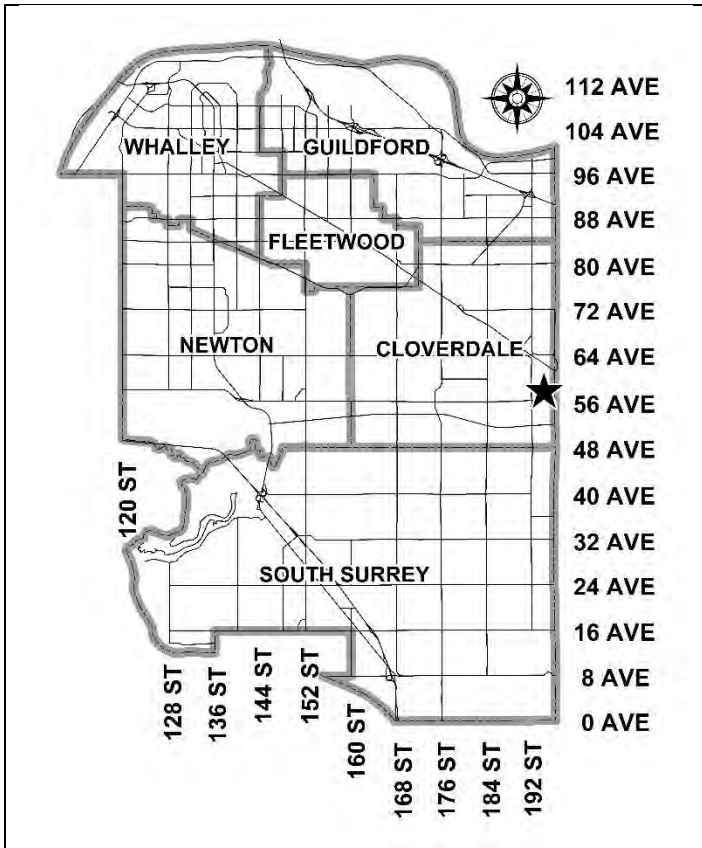 112 AVE
104 AVE
WHALLEY GUILDFORD
96 AVE
88 AVE
FLEETWOOD
80 AVE
72 AVE
NEWTON CLOVERDALE
64 AVE
56 AVE
48 AVE
120 ST
40 AVE
32 AVE
SOUTH SURREY
24 AVE
16 AVE
8 AVE
0 AVE
128 ST
136 ST
144 ST
152 ST
160 ST
168 ST
176 ST
184 ST
192 ST